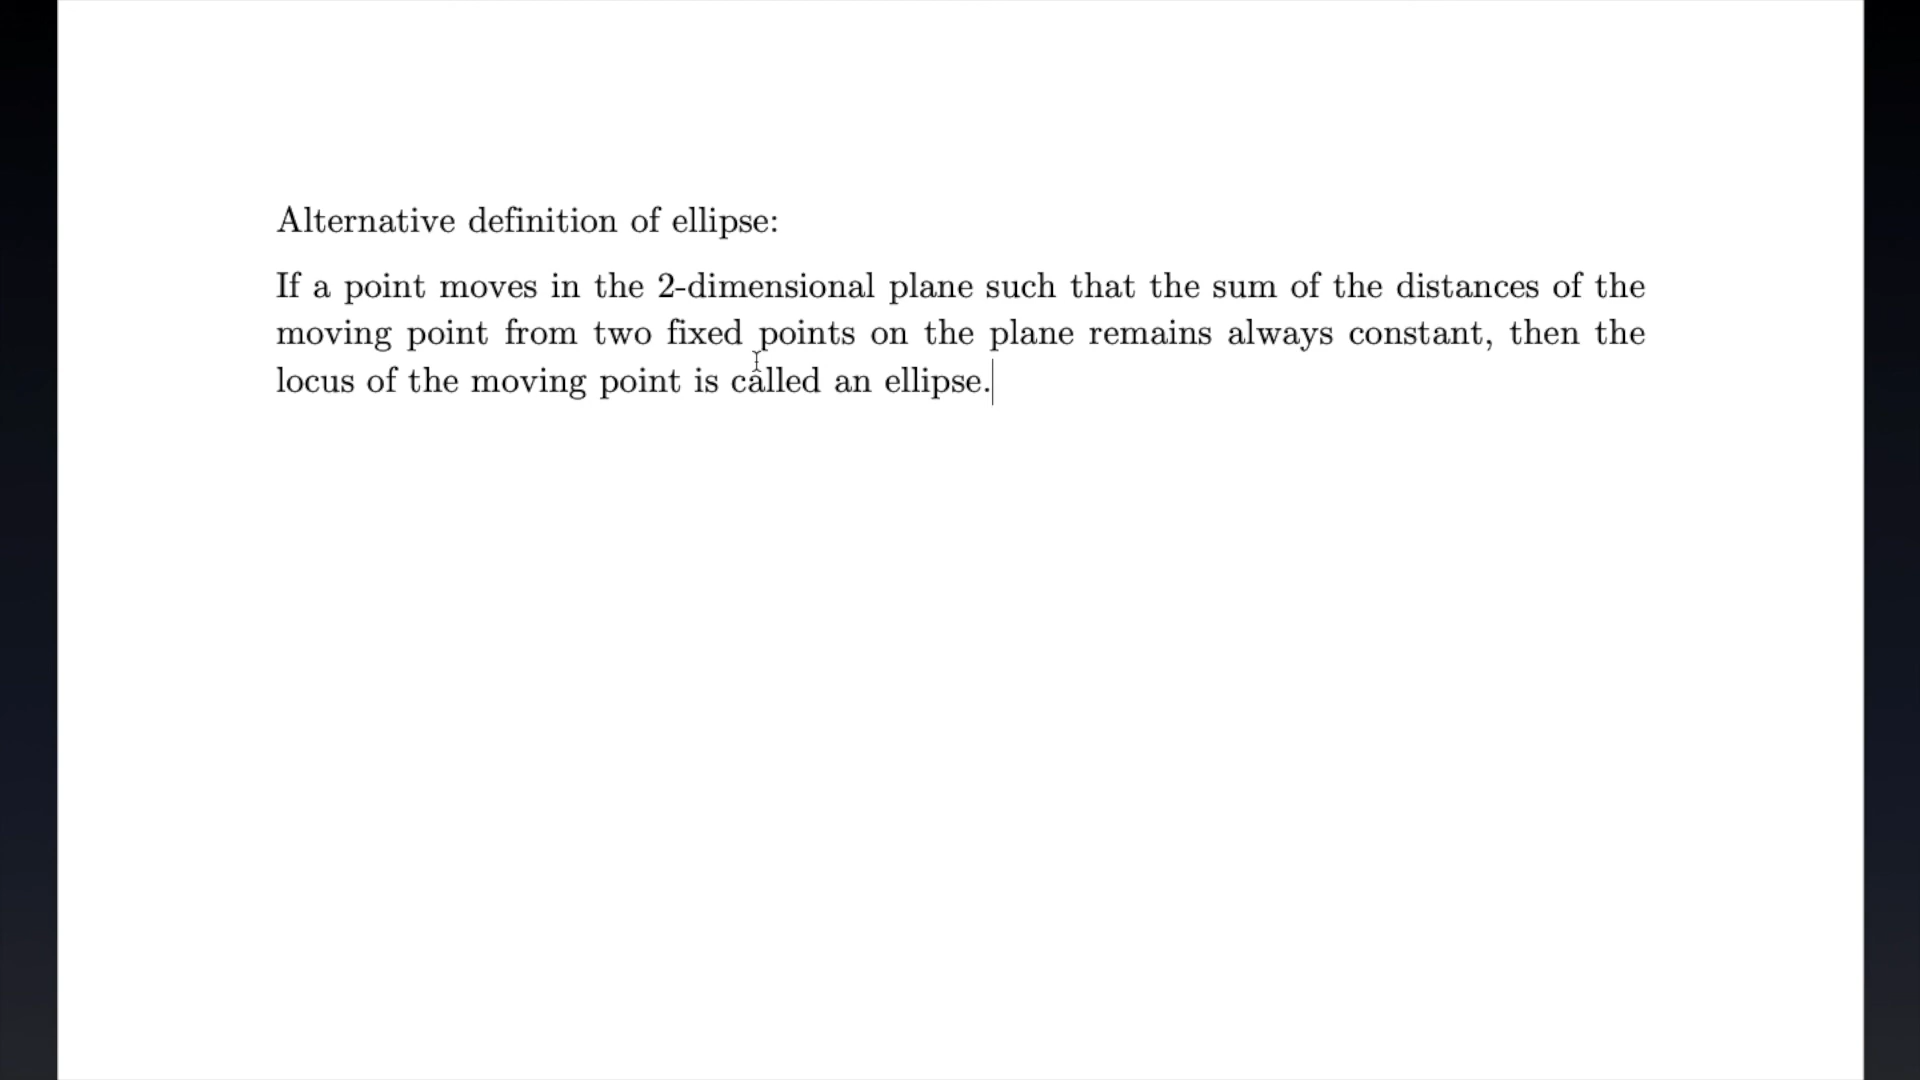 Alternative definition of ellipse:
If a point moves in the 2-dimensional plane such that the sum of the distances of the
moving point from two fixed points on the plane remains always constant, then the
locus of the moving point is called an ellipse.